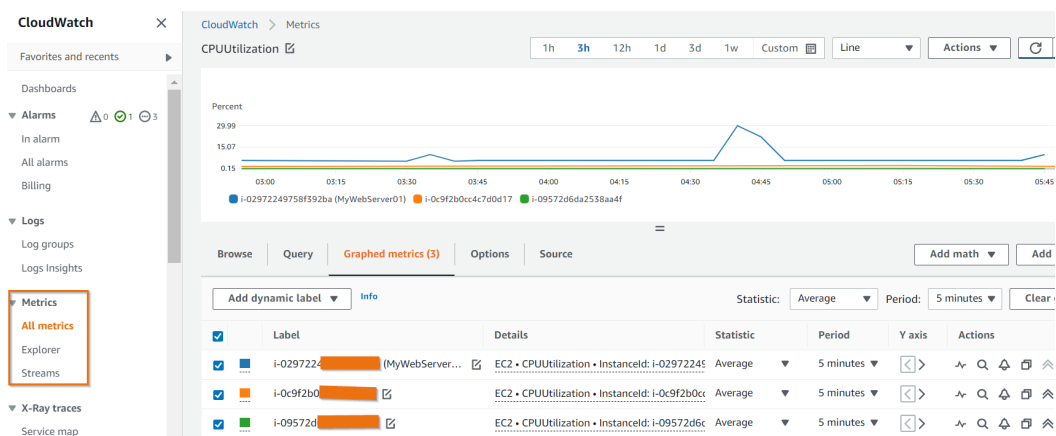 CloudWatch
Favorites and recents
Dashboards
Alarms 0 1 3
In alarm
All alarms
Billing
Logs
Log groups
Logs Insights
Metrics
All metrics
Explorer
Streams
X-Ray traces
Service map
CloudWatch > Metrics
CPUUtilization
1h 3h 12h 1d 3d 1w Custom Line Actions
Percent
29.99
15.07
0.15
03:00 03:15 03:30 03:45 04:00 04:15 04:30 04:45 05:00 05:15 05:30 05:45
i-02972249758f392ba (MyWebServer01) i-0c9f2b0cc4c7d0d17 i-09572d6da2538aa4f
Browse Query Graphed metrics (3) Options Source Add math Add
Add dynamic label Info Statistic: Average Period: 5 minutes Clear
Label Details Statistic Period Y axis Actions
i-029722 (MyWebServer... EC2 • CPUUtilization • InstanceId: i-02972249 Average 5 minutes
i-0c9f2b0 EC2 • CPUUtilization • InstanceId: i-0c9f2b0cc Average 5 minutes
i-09572d EC2 • CPUUtilization • InstanceId: i-09572d6d Average 5 minutes